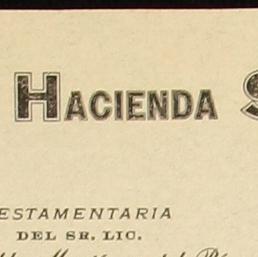 HACIENDA S
ESTAMENTARIA
DEL SR. LIC.